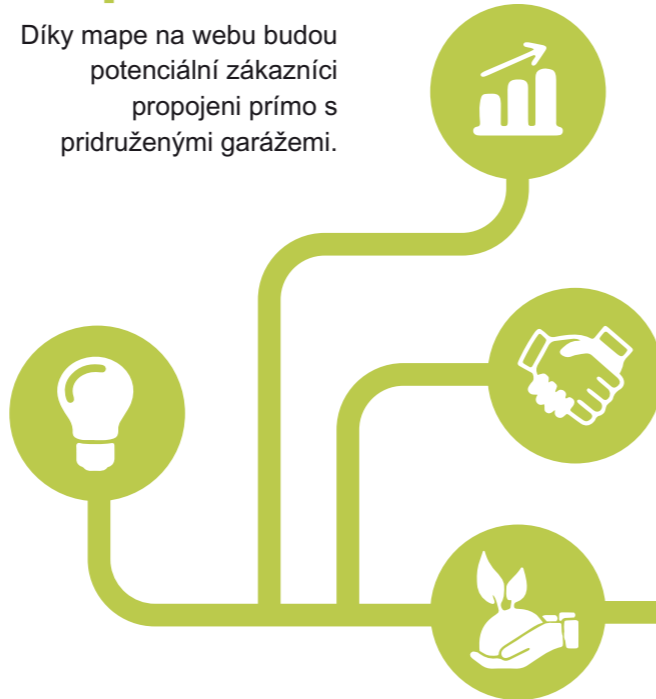 Díky mape na webu budou
potenciální zákazníci
propojeni prímo s
pridruženými garážemi.